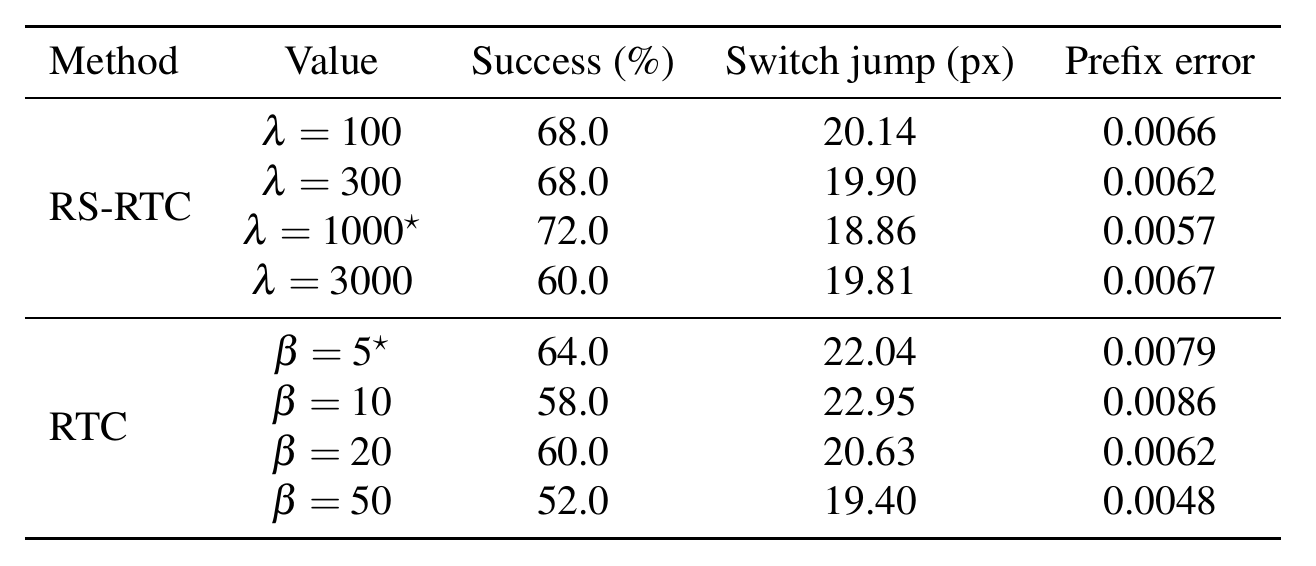 Method Value Success (%) Switch jump (px) Prefix error
RS-RTC
λ = 100 68.0 20.14 0.0066
λ = 300 68.0 19.90 0.0062
λ = 1000⋆ 72.0 18.86 0.0057
λ = 3000 60.0 19.81 0.0067
RTC
β = 5⋆ 64.0 22.04 0.0079
β = 10 58.0 22.95 0.0086
β = 20 60.0 20.63 0.0062
β = 50 52.0 19.40 0.0048